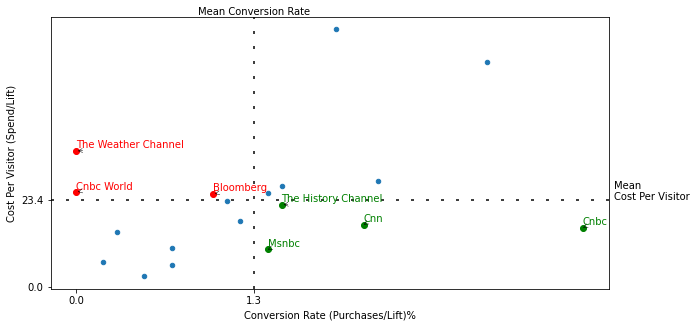 Mean Conversion Rate
Cost Per Visitor (Spend/Lift)
The Weather Channel
Cnbc World
Bloomberg
The History Channel
Cnn
Cnbc
Msnbc
Mean
Cost Per Visitor
23.4
0.0
0.0
1.3
Conversion Rate (Purchases/Lift)%